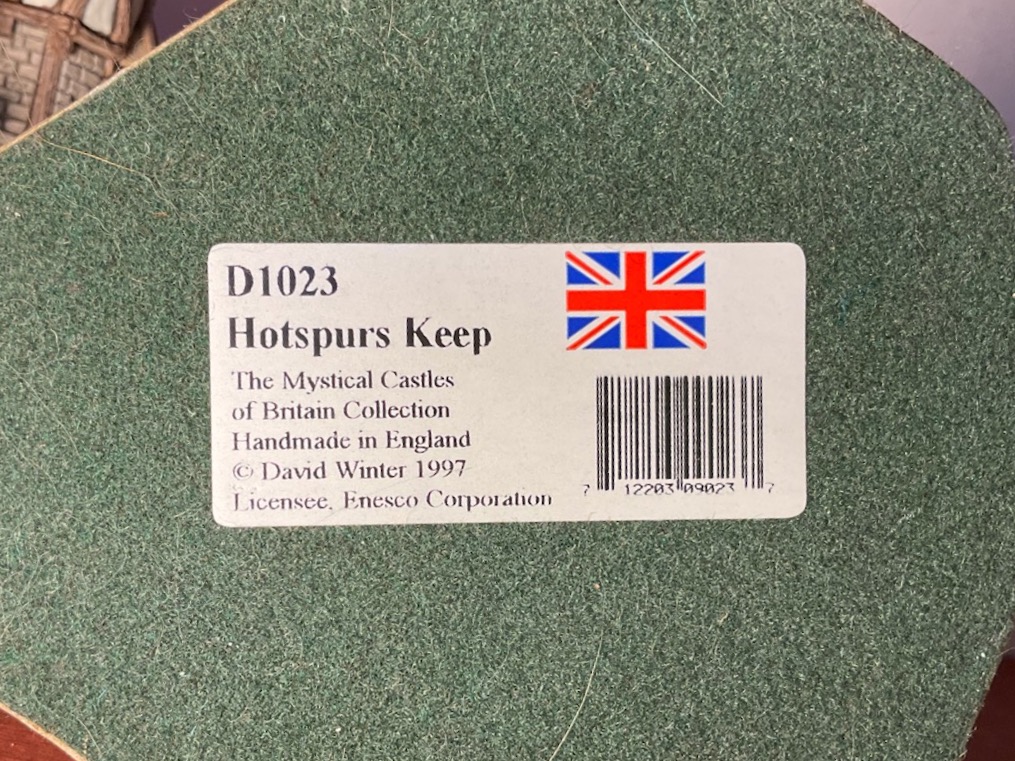 D1023
Hotspurs Keep
The Mystical Castles
of Britain Collection
Handmade in England
© David Winter 1997
Licensee, Enesco Corporation
7 12203 09023 7